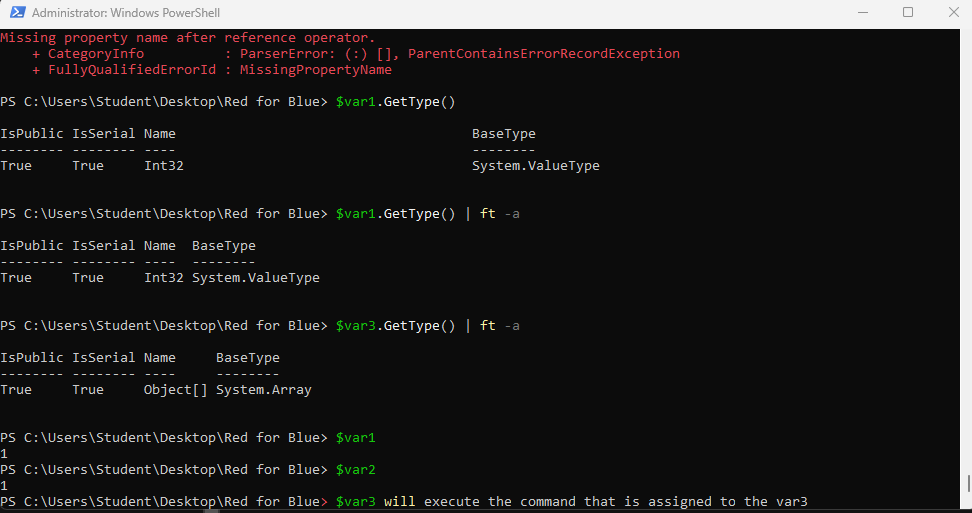 Administrator: Windows PowerShell
Missing property name after reference operator.
    + CategoryInfo          : ParserError: (:) [], ParentContainsErrorRecordException
    + FullyQualifiedErrorId : MissingPropertyName
PS C:\Users\Student\Desktop\Red for Blue> $var1.GetType()
IsPublic IsSerial Name                                     BaseType
-------- -------- ----                                     --------
True     True     Int32                                    System.ValueType
PS C:\Users\Student\Desktop\Red for Blue> $var1.GetType() | ft -a
IsPublic IsSerial Name  BaseType
-------- -------- ----  --------
True     True     Int32 System.ValueType
PS C:\Users\Student\Desktop\Red for Blue> $var3.GetType() | ft -a
IsPublic IsSerial Name     BaseType
-------- -------- ----     --------
True     True     Object[] System.Array
PS C:\Users\Student\Desktop\Red for Blue> $var1
1
PS C:\Users\Student\Desktop\Red for Blue> $var2
1
PS C:\Users\Student\Desktop\Red for Blue> $var3 will execute the command that is assigned to the var3